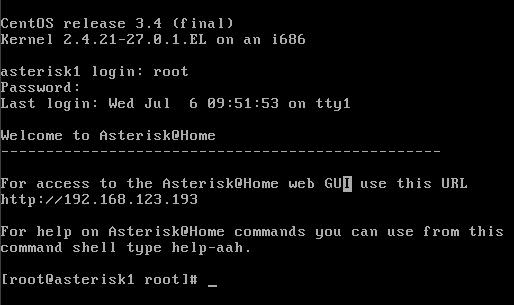 CentOS release 3.4 (final)
Kernel 2.4.21-27.0.1.EL on an i686
asterisk1 login: root
Password:
Last login: Wed Jul  6 09:51:53 on tty1
Welcome to Asterisk@Home
--------------------------------------------------
For access to the Asterisk@Home web GUI use this URL
http://192.168.123.193
For help on Asterisk@Home commands you can use from this
command shell type help-aah.
[root@asterisk1 root]# _